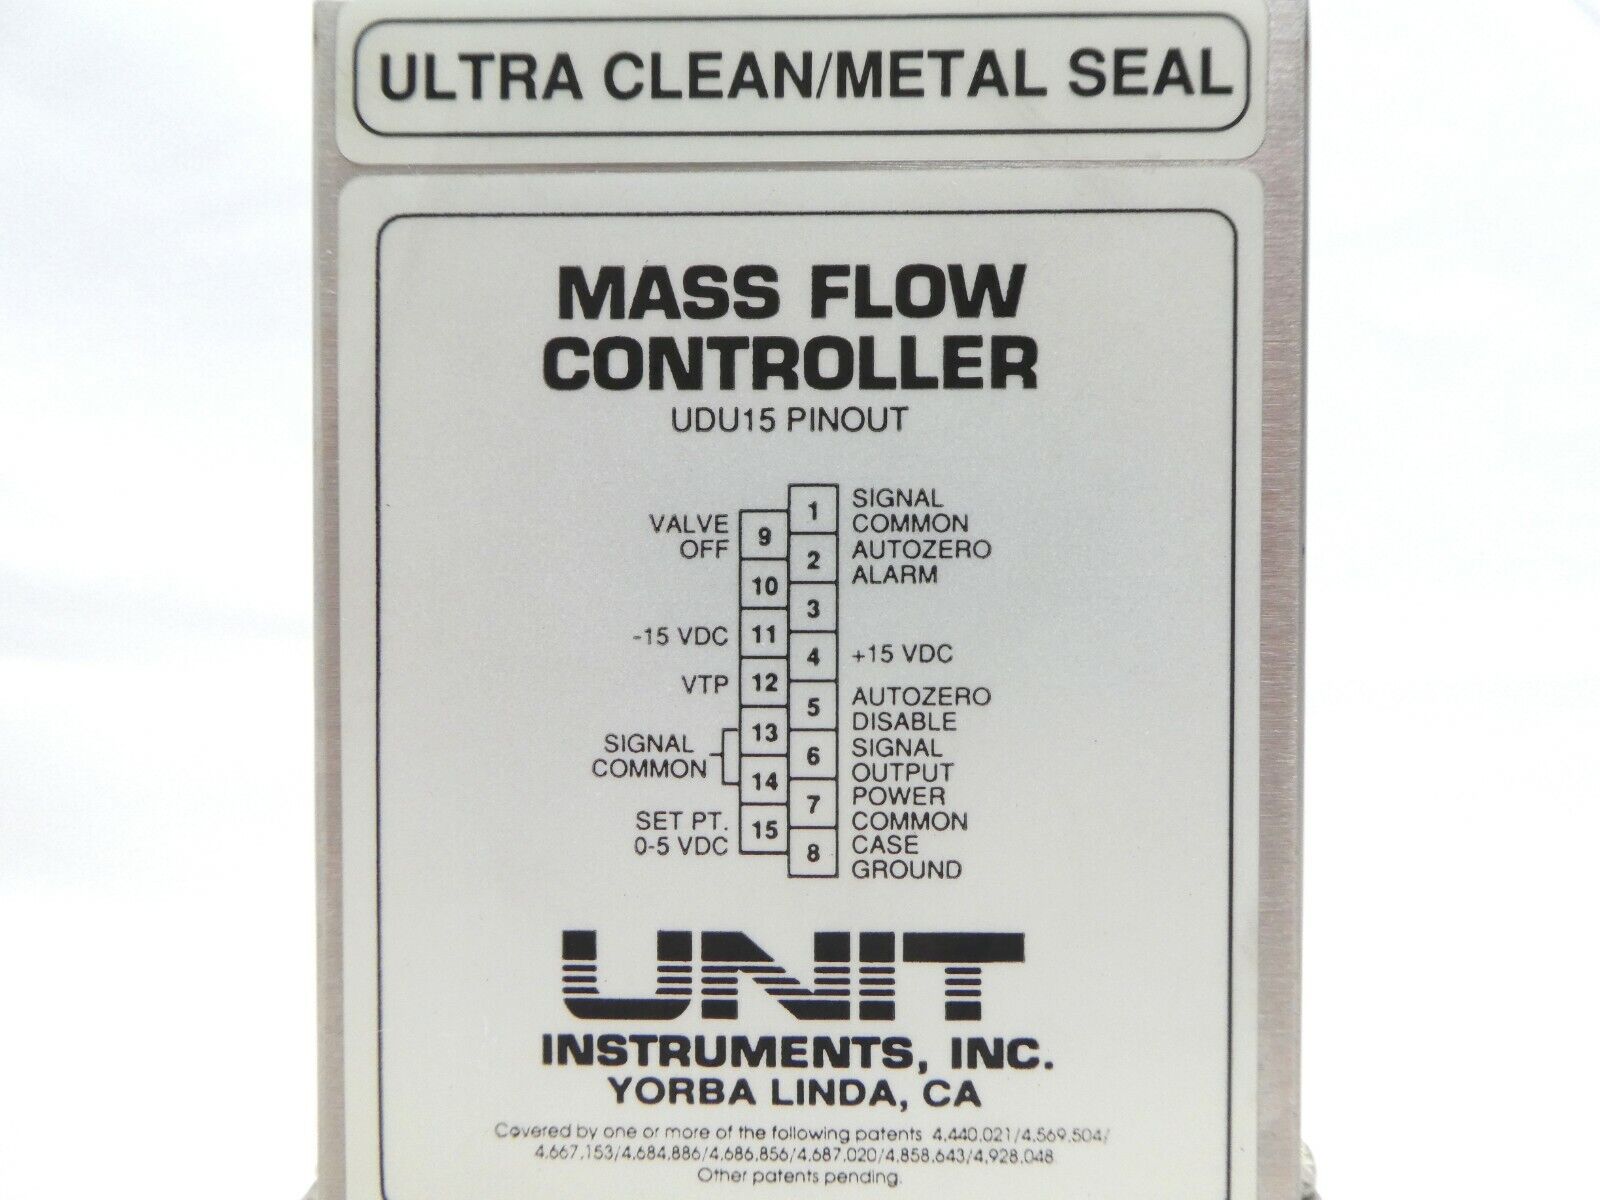 ULTRA CLEAN/METAL SEAL
MASS FLOW
CONTROLLER
UDU15 PINOUT
VALVE
OFF
-15 VDC
VTP
SIGNAL
COMMON
SET PT.
0-5 VDC
9
10
11
12
13
14
15
1
2
3
4
5
6
7
8
SIGNAL
COMMON
AUTOZERO
ALARM
+15 VDC
AUTOZERO
DISABLE
SIGNAL
OUTPUT
POWER
COMMON
CASE
GROUND
UNIT
INSTRUMENTS, INC.
YORBA LINDA, CA
Covered by one or more of the following patents 4,440,021/4,569,504/
4,667,153/4,684,886/4,686,856/4,687,020/4,858,643/4,928,048
Other patents pending.